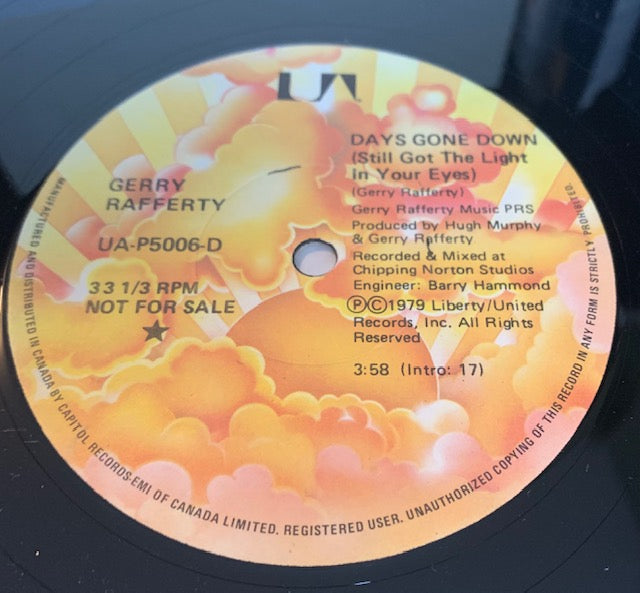 UA
DAYS GONE DOWN
(Still Got The Light
In Your Eyes)
(Gerry Rafferty)
Gerry Rafferty Music PRS
Produced by Hugh Murphy
& Gerry Rafferty
Recorded & Mixed at
Chipping Norton Studios
Engineer: Barry Hammond
Ⓟ©1979 Liberty/United
Records, Inc. All Rights
Reserved
3:58 (Intro: 17)
GERRY
RAFFERTY
UA-P5006-D
33 1/3 RPM
NOT FOR SALE
MANUFACTURED AND DISTRIBUTED IN CANADA BY CAPITOL RECORDS-EMI OF CANADA LIMITED. REGISTERED USER. UNAUTHORIZED COPYING OF THIS RECORD IN ANY FORM IS STRICTLY PROHIBITED.